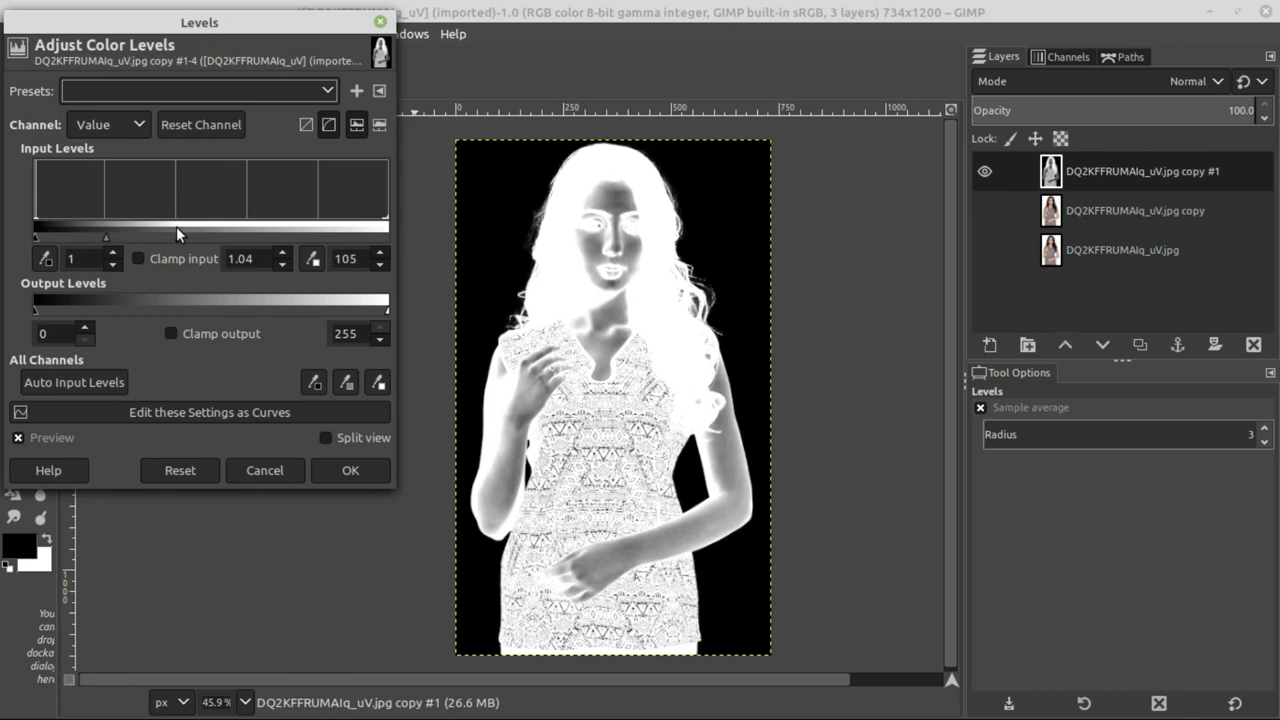 Levels
*[DQ2KFFRUMAIq_uV] (imported)-1.0 (RGB color 8-bit gamma integer, GIMP built-in sRGB, 3 layers) 734x1200 – GIMP
dows Help
Adjust Color Levels
DQ2KFFRUMAIq_uV.jpg copy #1-4 ([DQ2KFFRUMAIq_uV] (importe...
Presets:
Channel: Value Reset Channel
Input Levels
1 Clamp input 1.04 105
Output Levels
0 Clamp output 255
All Channels
Auto Input Levels
Edit these Settings as Curves
Preview Split view
Help Reset Cancel OK
0 250 500 750 1000
1000
You
can
drop
docka
dialog
here
px 45.9% DQ2KFFRUMAIq_uV.jpg copy #1 (26.6 MB)
Layers Channels Paths
Mode Normal
Opacity 100.0
Lock:
DQ2KFFRUMAIq_uV.jpg copy #1
DQ2KFFRUMAIq_uV.jpg copy
DQ2KFFRUMAIq_uV.jpg
Tool Options
Levels
Sample average
Radius 3